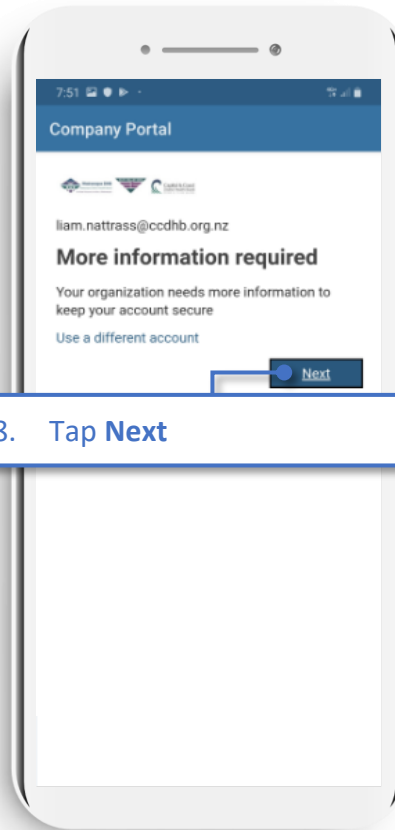 7:51
Company Portal
liam.nattrass@ccdhb.org.nz
More information required
Your organization needs more information to
keep your account secure
Use a different account
Next
3. Tap Next